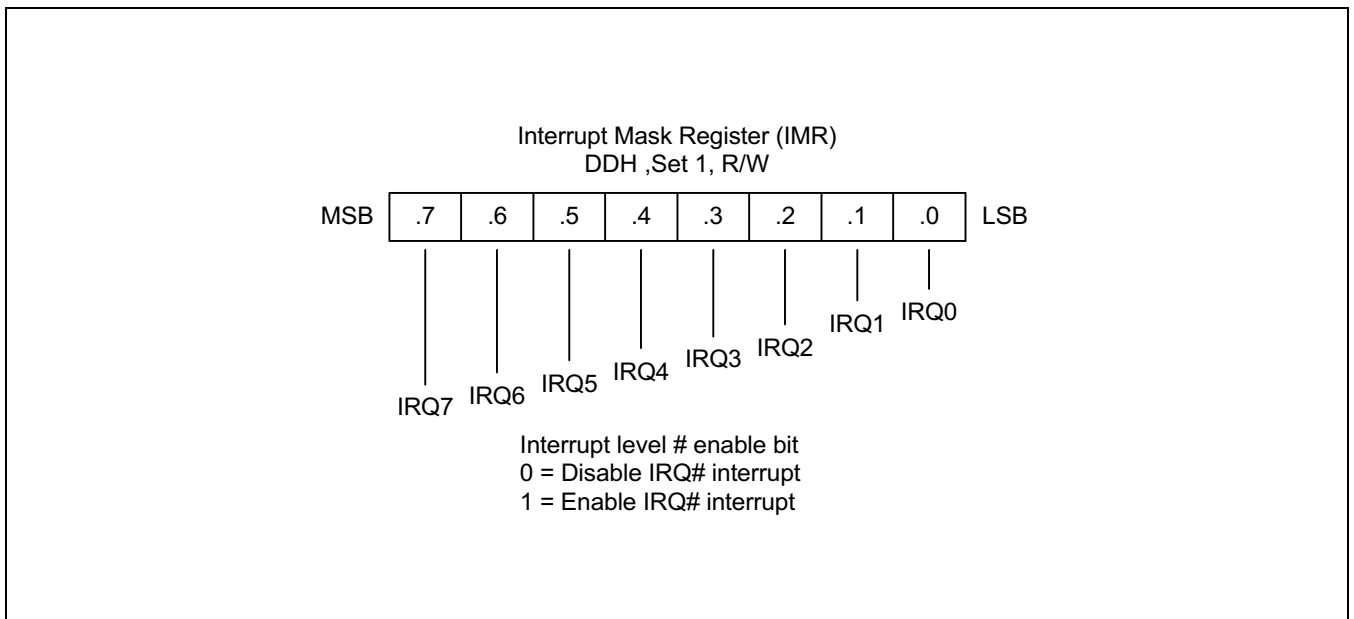 Interrupt Mask Register (IMR)
DDH ,Set 1, R/W
MSB .7 .6 .5 .4 .3 .2 .1 .0 LSB
IRQ7 IRQ6 IRQ5 IRQ4 IRQ3 IRQ2 IRQ1 IRQ0
Interrupt level # enable bit
0 = Disable IRQ# interrupt
1 = Enable IRQ# interrupt